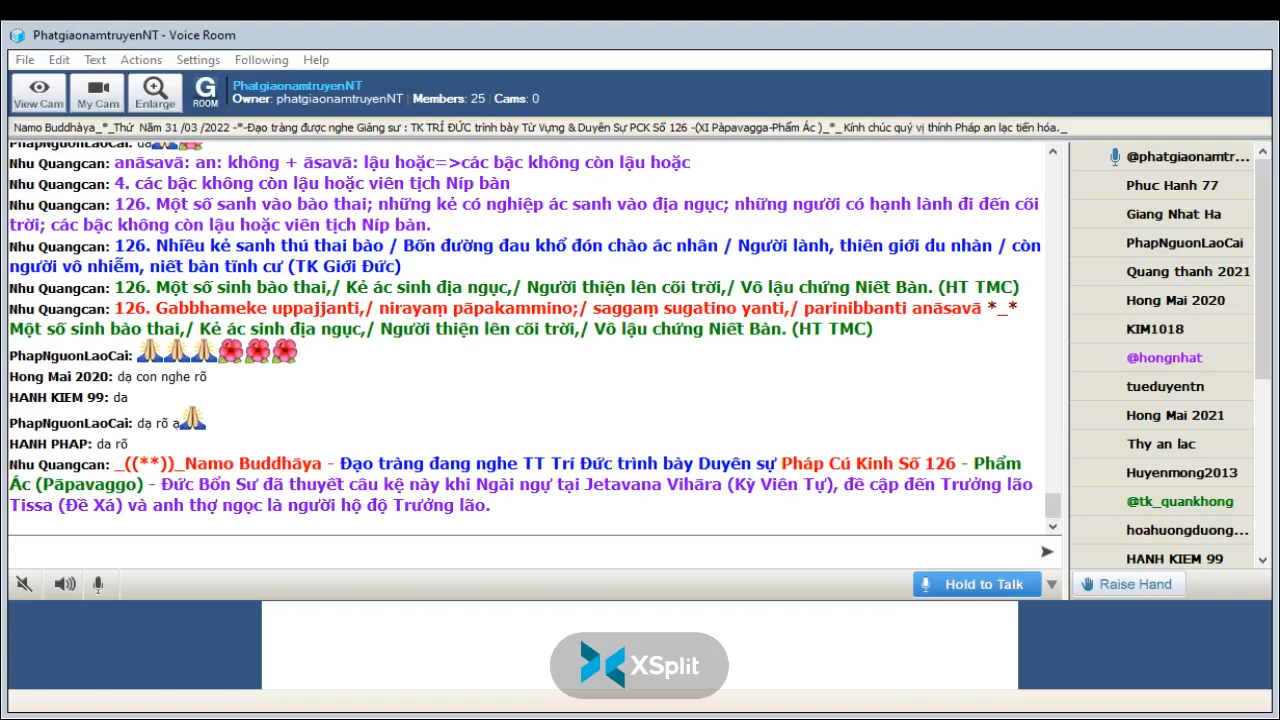 PhatgiaonamtruyenNT - Voice Room
File Edit Text Actions Settings Following Help
View Cam My Cam Enlarge G ROOM
PhatgiaonamtruyenNT
Owner: phatgiaonamtruyenNT | Members: 25 | Cams: 0
Namo Buddhàya_*_Thứ Năm 31 /03 /2022 -*-Đạo tràng được nghe Giảng sư : TK TRÍ ĐỨC trình bày Từ Vựng & Duyên Sự PCK Số 126 -(XI Pàpavagga-Phẩm Ác )_*_ Kính chúc quý vị thính Pháp an lạc tiến hóa._
PhapNguonLaoCai: da
Nhu Quangcan: anāsavā: an: không + āsavā: lậu hoặc=>các bậc không còn lậu hoặc
Nhu Quangcan: 4. các bậc không còn lậu hoặc viên tịch Níp bàn
Nhu Quangcan: 126. Một số sanh vào bào thai; những kẻ có nghiệp ác sanh vào địa ngục; những người có hạnh lành đi đến cõi
trời; các bậc không còn lậu hoặc viên tịch Níp bàn.
Nhu Quangcan: 126. Nhiều kẻ sanh thú thai bào / Bốn đường đau khổ đón chào ác nhân / Người lành, thiên giới du nhàn / còn
người vô nhiễm, niết bàn tĩnh cư (TK Giới Đức)
Nhu Quangcan: 126. Một số sinh bào thai,/ Kẻ ác sinh địa ngục,/ Người thiện lên cõi trời,/ Vô lậu chứng Niết Bàn. (HT TMC)
Nhu Quangcan: 126. Gabbhameke uppajjanti,/ nirayaṃ pāpakammino;/ saggaṃ sugatino yanti,/ parinibbanti anāsavā *_*
Một số sinh bào thai,/ Kẻ ác sinh địa ngục,/ Người thiện lên cõi trời,/ Vô lậu chứng Niết Bàn. (HT TMC)
PhapNguonLaoCai:
Hong Mai 2020: dạ con nghe rõ
HANH KIEM 99: da
PhapNguonLaoCai: dạ rõ ạ
HANH PHAP: da rõ
Nhu Quangcan: _((**))_Namo Buddhāya - Đạo tràng đang nghe TT Trí Đức trình bày Duyên sự Pháp Cú Kinh Số 126 - Phẩm
Ác (Pāpavaggo) - Đức Bổn Sư đã thuyết câu kệ này khi Ngài ngự tại Jetavana Vihāra (Kỳ Viên Tự), đề cập đến Trưởng lão
Tissa (Đề Xá) và anh thợ ngọc là người hộ độ Trưởng lão.
@phatgiaonamtr...
Phuc Hanh 77
Giang Nhat Ha
PhapNguonLaoCai
Quang thanh 2021
Hong Mai 2020
KIM1018
@hongnhat
tueduyentn
Hong Mai 2021
Thy an lac
Huyenmong2013
@tk_quankhong
hoahuongduong...
HANH KIEM 99
Hold to Talk
Raise Hand
XSplit